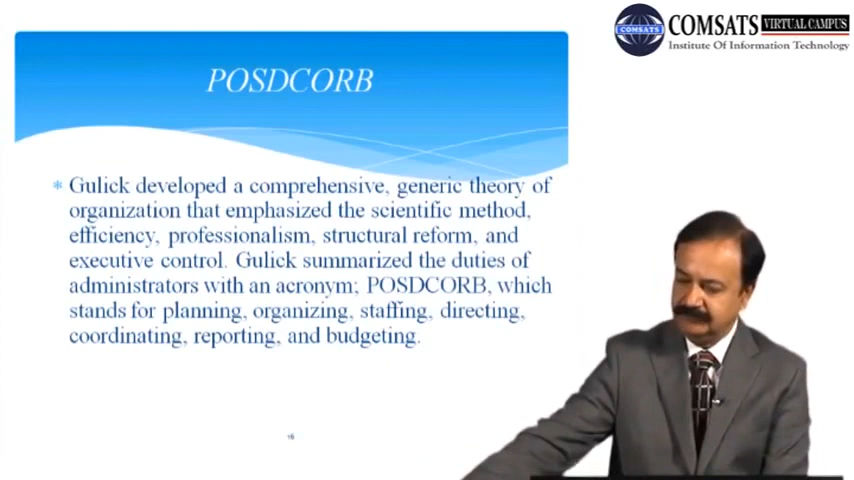 COMSATS VIRTUAL CAMPUS
COMSATS
Institute Of Information Technology
POSDCORB
* Gulick developed a comprehensive, generic theory of
organization that emphasized the scientific method,
efficiency, professionalism, structural reform, and
executive control. Gulick summarized the duties of
administrators with an acronym; POSDCORB, which
stands for planning, organizing, staffing, directing,
coordinating, reporting, and budgeting.
16